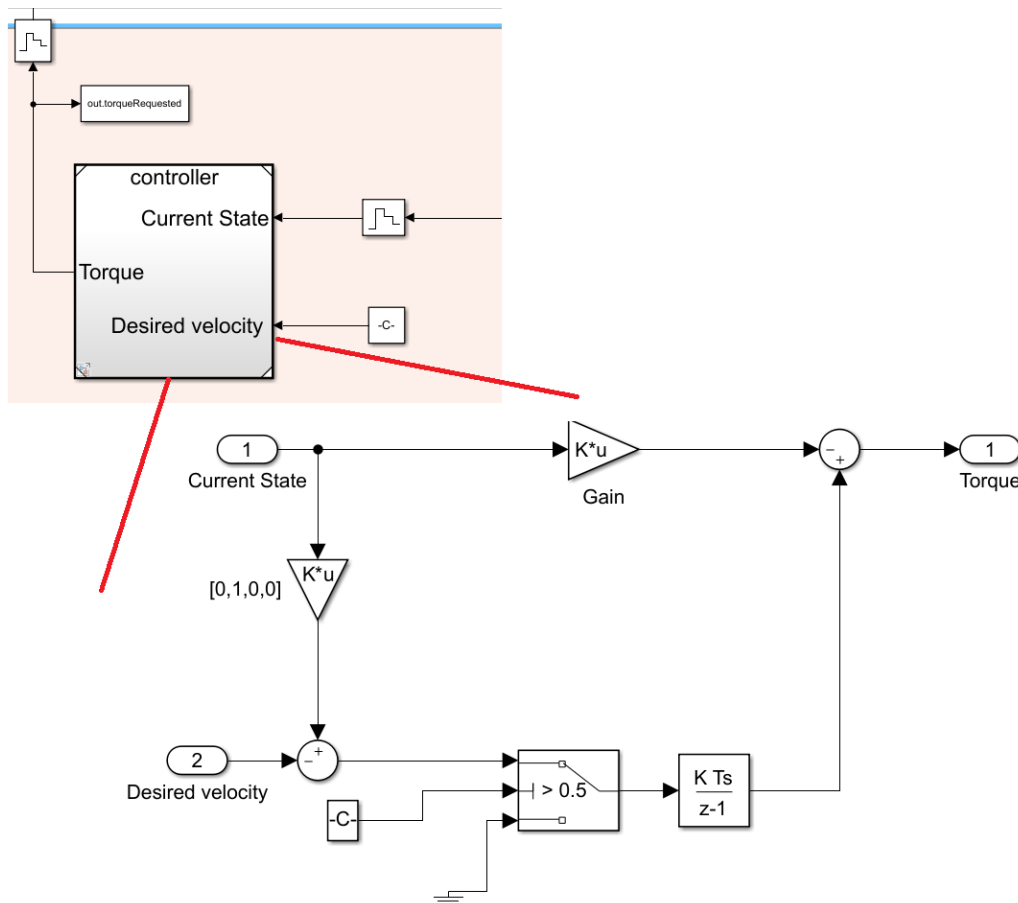 out.torqueRequested
controller
Current State
Torque
Desired velocity
-C-
1
Current State
K*u
Gain
-
+
1
Torque
[0,1,0,0]
K*u
2
Desired velocity
-
+
> 0.5
-C-
K Ts
z-1